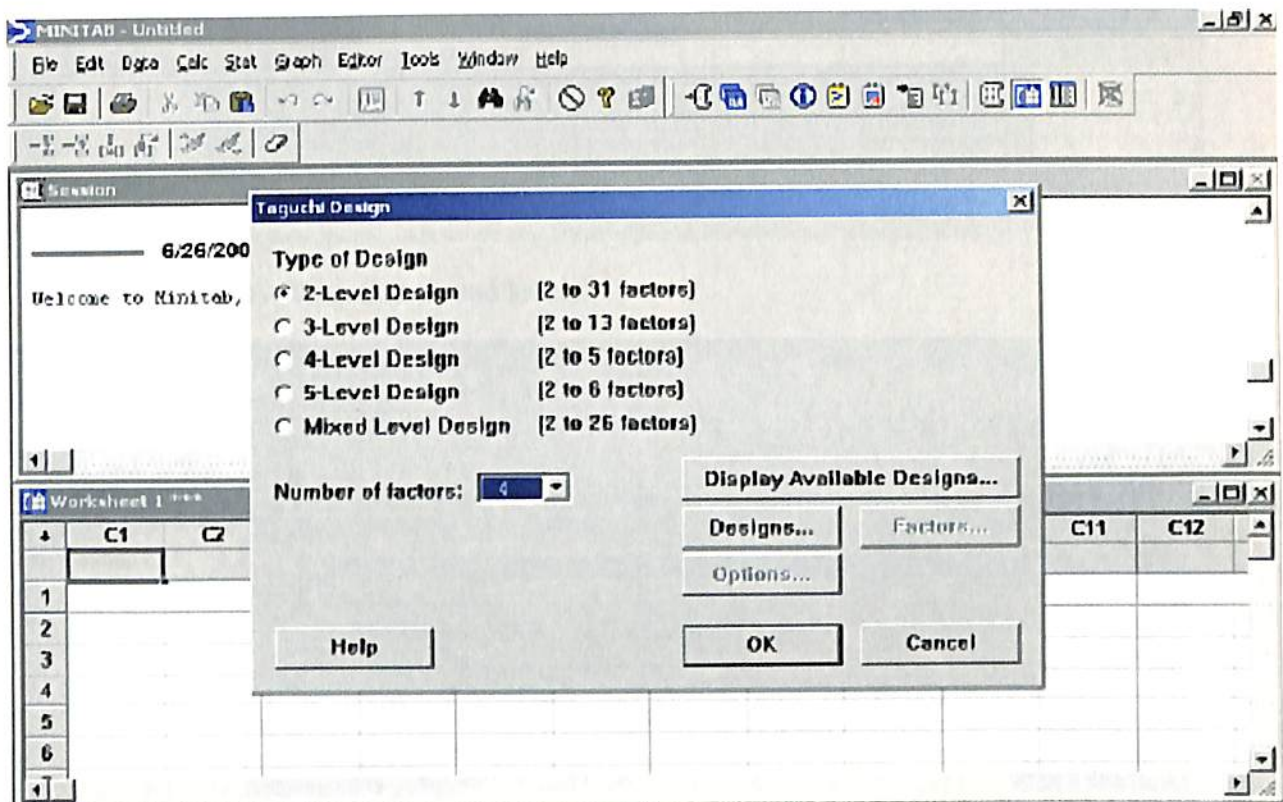 MINITAB - Untitled
File Edit Data Calc Stat Graph Editor Tools Window Help
Session
6/26/200
Welcome to Minitab,
Taguchi Design
Type of Design
2-Level Design (2 to 31 factors)
3-Level Design (2 to 13 factors)
4-Level Design (2 to 5 factors)
5-Level Design (2 to 6 factors)
Mixed Level Design (2 to 26 factors)
Number of factors: 4
Display Available Designs...
Designs... Factors...
Options...
Help OK Cancel
Worksheet 1 ***
C1 C2 C11 C12
1
2
3
4
5
6